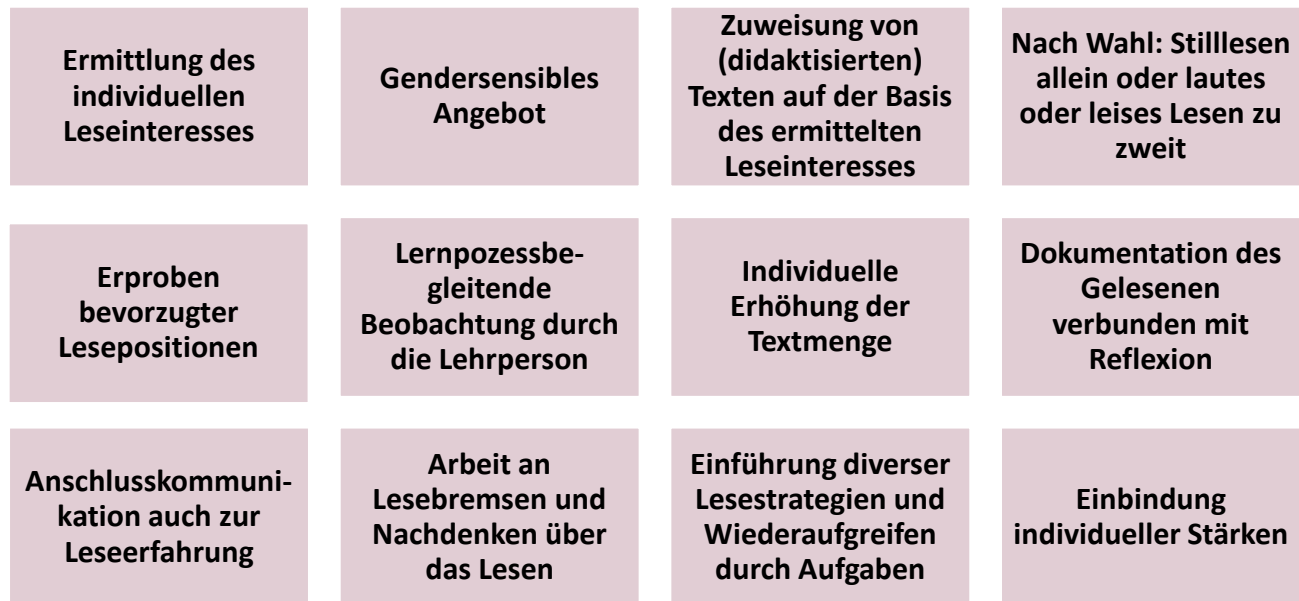 Ermittlung des
individuellen
Leseinteresses
Gendersensibles
Angebot
Zuweisung von
(didaktisierten)
Texten auf der Basis
des ermittelten
Leseinteresses
Nach Wahl: Stilllesen
allein oder lautes
oder leises Lesen zu
zweit
Erproben
bevorzugter
Lesepositionen
Lernpozessbe-
gleitende
Beobachtung durch
die Lehrperson
Individuelle
Erhöhung der
Textmenge
Dokumentation des
Gelesenen
verbunden mit
Reflexion
Anschlusskommuni-
kation auch zur
Leseerfahrung
Arbeit an
Lesebremsen und
Nachdenken über
das Lesen
Einführung diverser
Lesestrategien und
Wiederaufgreifen
durch Aufgaben
Einbindung
individueller Stärken